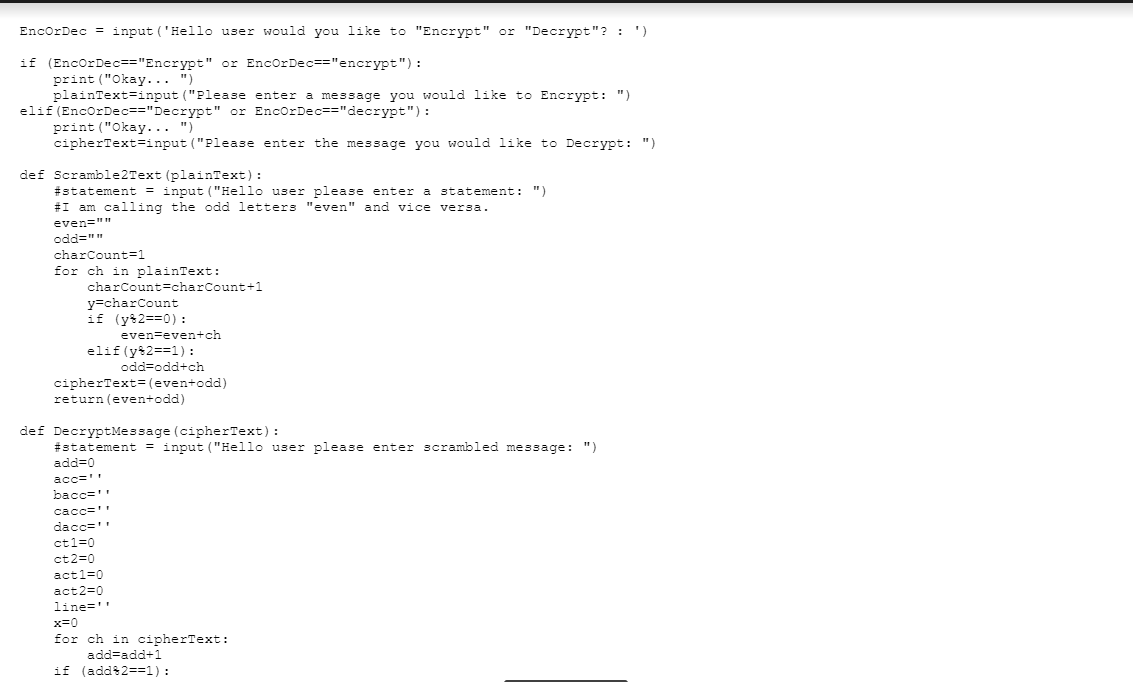 EncOrDec = input('Hello user would you like to "Encrypt" or "Decrypt"? : ')

if (EncOrDec=="Encrypt" or EncOrDec=="encrypt"):
    print("Okay... ")
    plainText=input("Please enter a message you would like to Encrypt: ")
elif(EncOrDec=="Decrypt" or EncOrDec=="decrypt"):
    print("Okay... ")
    cipherText=input("Please enter the message you would like to Decrypt: ")

def Scramble2Text(plainText):
    #statement = input("Hello user please enter a statement: ")
    #I am calling the odd letters "even" and vice versa.
    even=""
    odd=""
    charCount=1
    for ch in plainText:
        charCount=charCount+1
        y=charCount
        if (y%2==0):
            even=even+ch
        elif(y%2==1):
            odd=odd+ch
    cipherText=(even+odd)
    return(even+odd)

def DecryptMessage(cipherText):
    #statement = input("Hello user please enter scrambled message: ")
    add=0
    acc=''
    bacc=''
    cacc=''
    dacc=''
    ct1=0
    ct2=0
    act1=0
    act2=0
    line=''
    x=0
    for ch in cipherText:
        add=add+1
    if (add%2==1):